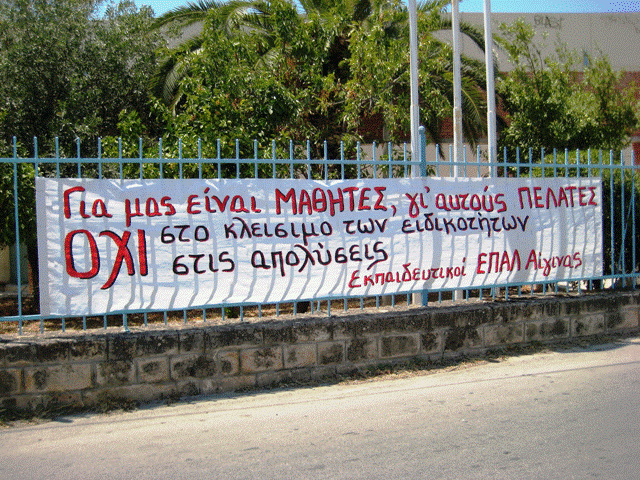 Για μας είναι ΜΑΘΗΤΕΣ, γι' αυτούς ΠΕΛΑΤΕΣ
ΟΧΙ στο κλείσιμο των ειδικοτήτων
στις απολύσεις
Εκπαιδευτικοί ΕΠΑΛ Αίγινας